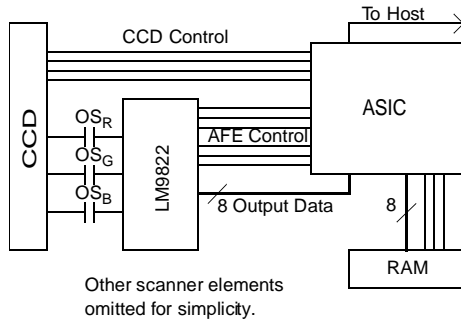 To Host
CCD Control
ASIC
CCD
OSR
OSG
OSB
LM9822
AFE Control
8 Output Data
8
RAM
Other scanner elements
omitted for simplicity.